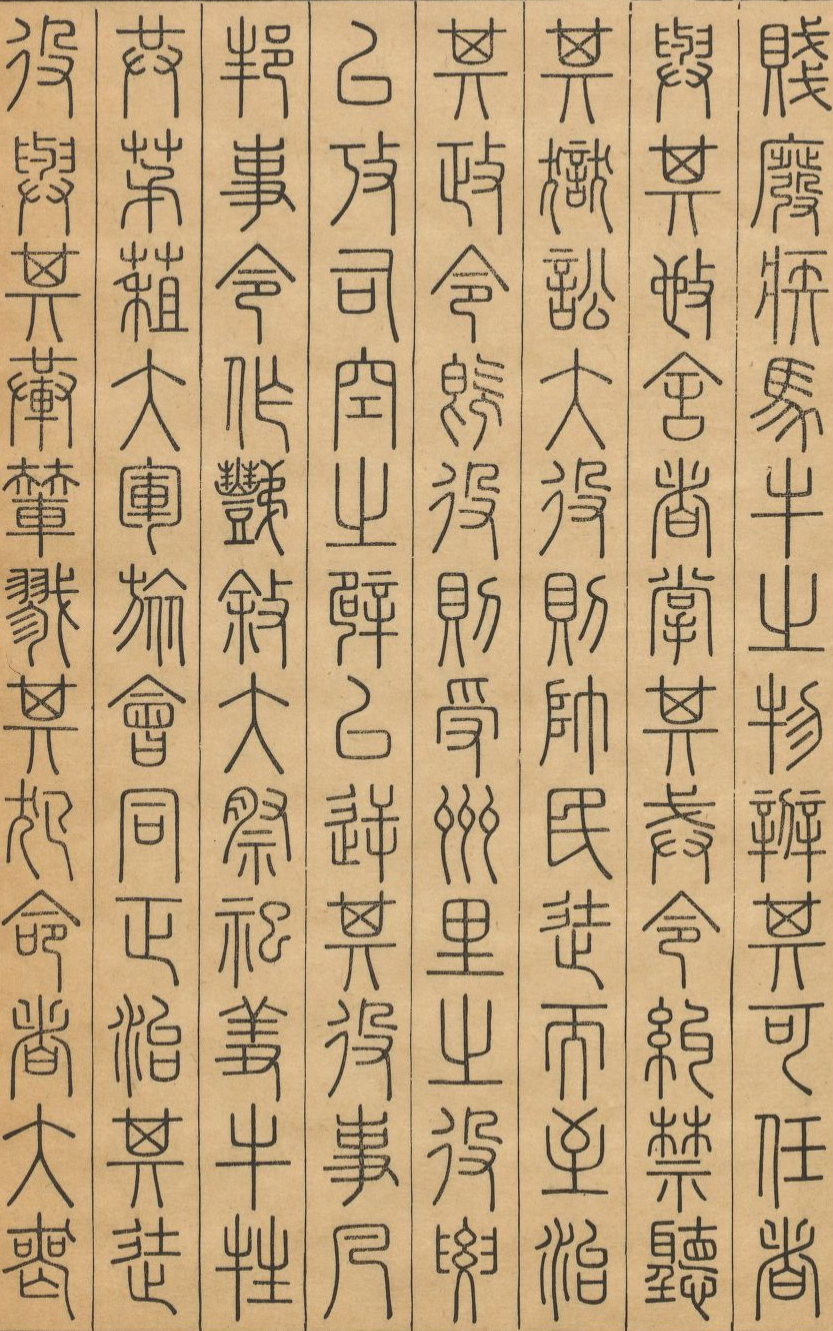 賤廢疾馬牛之物辨其可任者
與其𢻱舍者掌其戒令糾禁聽
其獄訟大役則帥民徒而至治
其政令既役則受州里之役要
以攷司空之辟以逆其役事凡
邦事令作豑敘大祭祀羞牛牲
共茅蒩大軍旅會同正治其徒
役與其輂輦戮其犯命者大喪